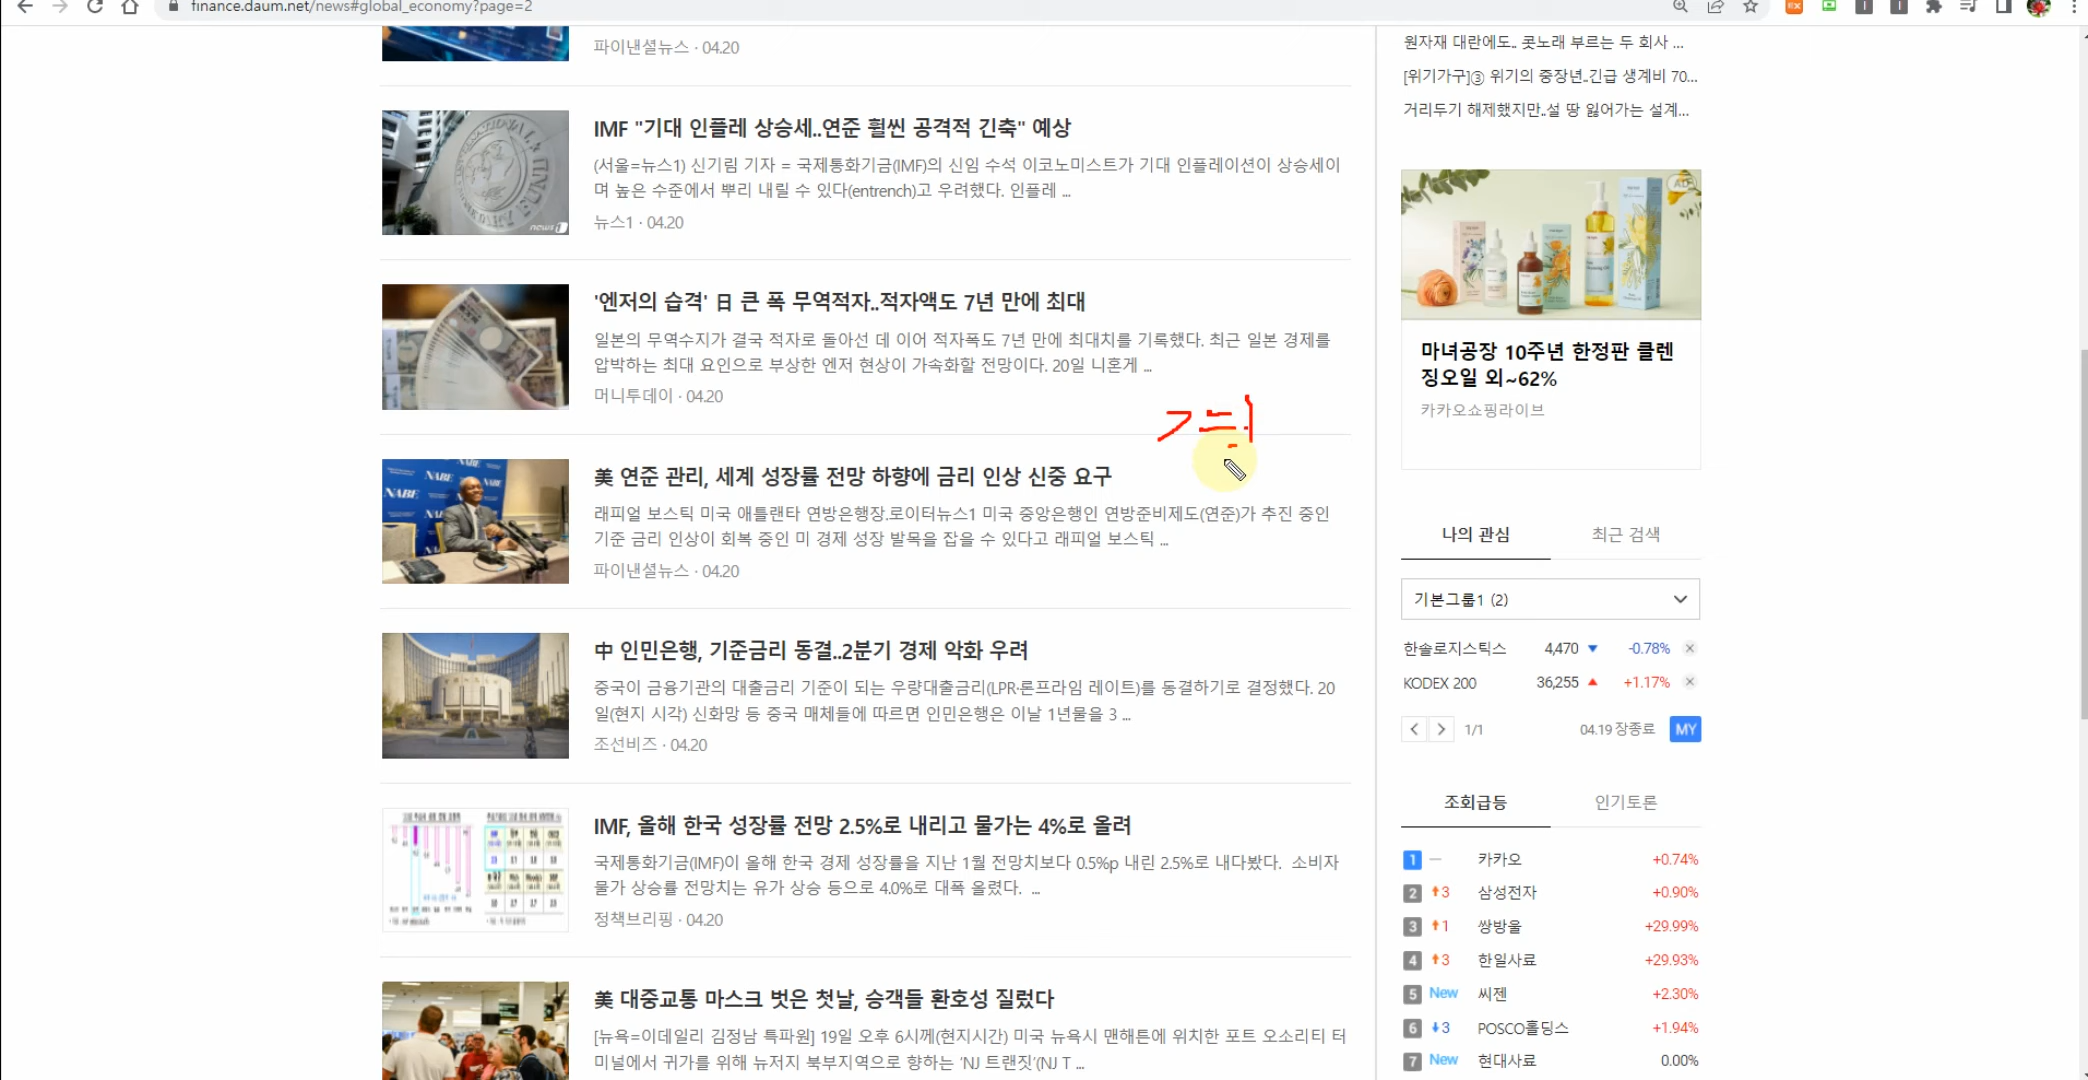 finance.daum.net/news#global_economy?page=2
파이낸셜뉴스 · 04.20
IMF "기대 인플레 상승세..연준 훨씬 공격적 긴축" 예상
(서울=뉴스1) 신기림 기자 = 국제통화기금(IMF)의 신임 수석 이코노미스트가 기대 인플레이션이 상승세이
며 높은 수준에서 뿌리 내릴 수 있다(entrench)고 우려했다. 인플레 ...
뉴스1 · 04.20
news1
'엔저의 습격' 日 큰 폭 무역적자..적자액도 7년 만에 최대
일본의 무역수지가 결국 적자로 돌아선 데 이어 적자폭도 7년 만에 최대치를 기록했다. 최근 일본 경제를
압박하는 최대 요인으로 부상한 엔저 현상이 가속화할 전망이다. 20일 니혼게 ...
머니투데이 · 04.20
NABE
NABE
NABE
美 연준 관리, 세계 성장률 전망 하향에 금리 인상 신중 요구
래피얼 보스틱 미국 애틀랜타 연방은행장.로이터뉴스1 미국 중앙은행인 연방준비제도(연준)가 추진 중인
기준 금리 인상이 회복 중인 미 경제 성장 발목을 잡을 수 있다고 래피얼 보스틱 ...
파이낸셜뉴스 · 04.20
中 인민은행, 기준금리 동결..2분기 경제 악화 우려
중국이 금융기관의 대출금리 기준이 되는 우량대출금리(LPR·론프라임 레이트)를 동결하기로 결정했다. 20
일(현지 시각) 신화망 등 중국 매체들에 따르면 인민은행은 이날 1년물을 3 ...
조선비즈 · 04.20
IMF, 올해 한국 성장률 전망 2.5%로 내리고 물가는 4%로 올려
국제통화기금(IMF)이 올해 한국 경제 성장률을 지난 1월 전망치보다 0.5%p 내린 2.5%로 내다봤다. 소비자
물가 상승률 전망치는 유가 상승 등으로 4.0%로 대폭 올렸다. ...
정책브리핑 · 04.20
美 대중교통 마스크 벗은 첫날, 승객들 환호성 질렀다
[뉴욕=이데일리 김정남 특파원] 19일 오후 6시께(현지시간) 미국 뉴욕시 맨해튼에 위치한 포트 오소리티 터
미널에서 귀가를 위해 뉴저지 북부지역으로 향하는 'NJ 트랜짓'(NJ T ...
원자재 대란에도.. 콧노래 부르는 두 회사 ...
[위기가구]③ 위기의 중장년..긴급 생계비 70...
거리두기 해제했지만..설 땅 잃어가는 설계...
AD
마녀공장 10주년 한정판 클렌
징오일 외~62%
카카오쇼핑라이브
나의 관심 최근 검색
기본그룹1 (2)
한솔로지스틱스 4,470 ▼ -0.78% ×
KODEX 200 36,255 ▲ +1.17% ×
< > 1/1 04.19 장종료 MY
조회급등 인기토론
1 — 카카오 +0.74%
2 ↑3 삼성전자 +0.90%
3 ↑1 쌍방울 +29.99%
4 ↑3 한일사료 +29.93%
5 New 씨젠 +2.30%
6 ↓3 POSCO홀딩스 +1.94%
7 New 현대사료 0.00%